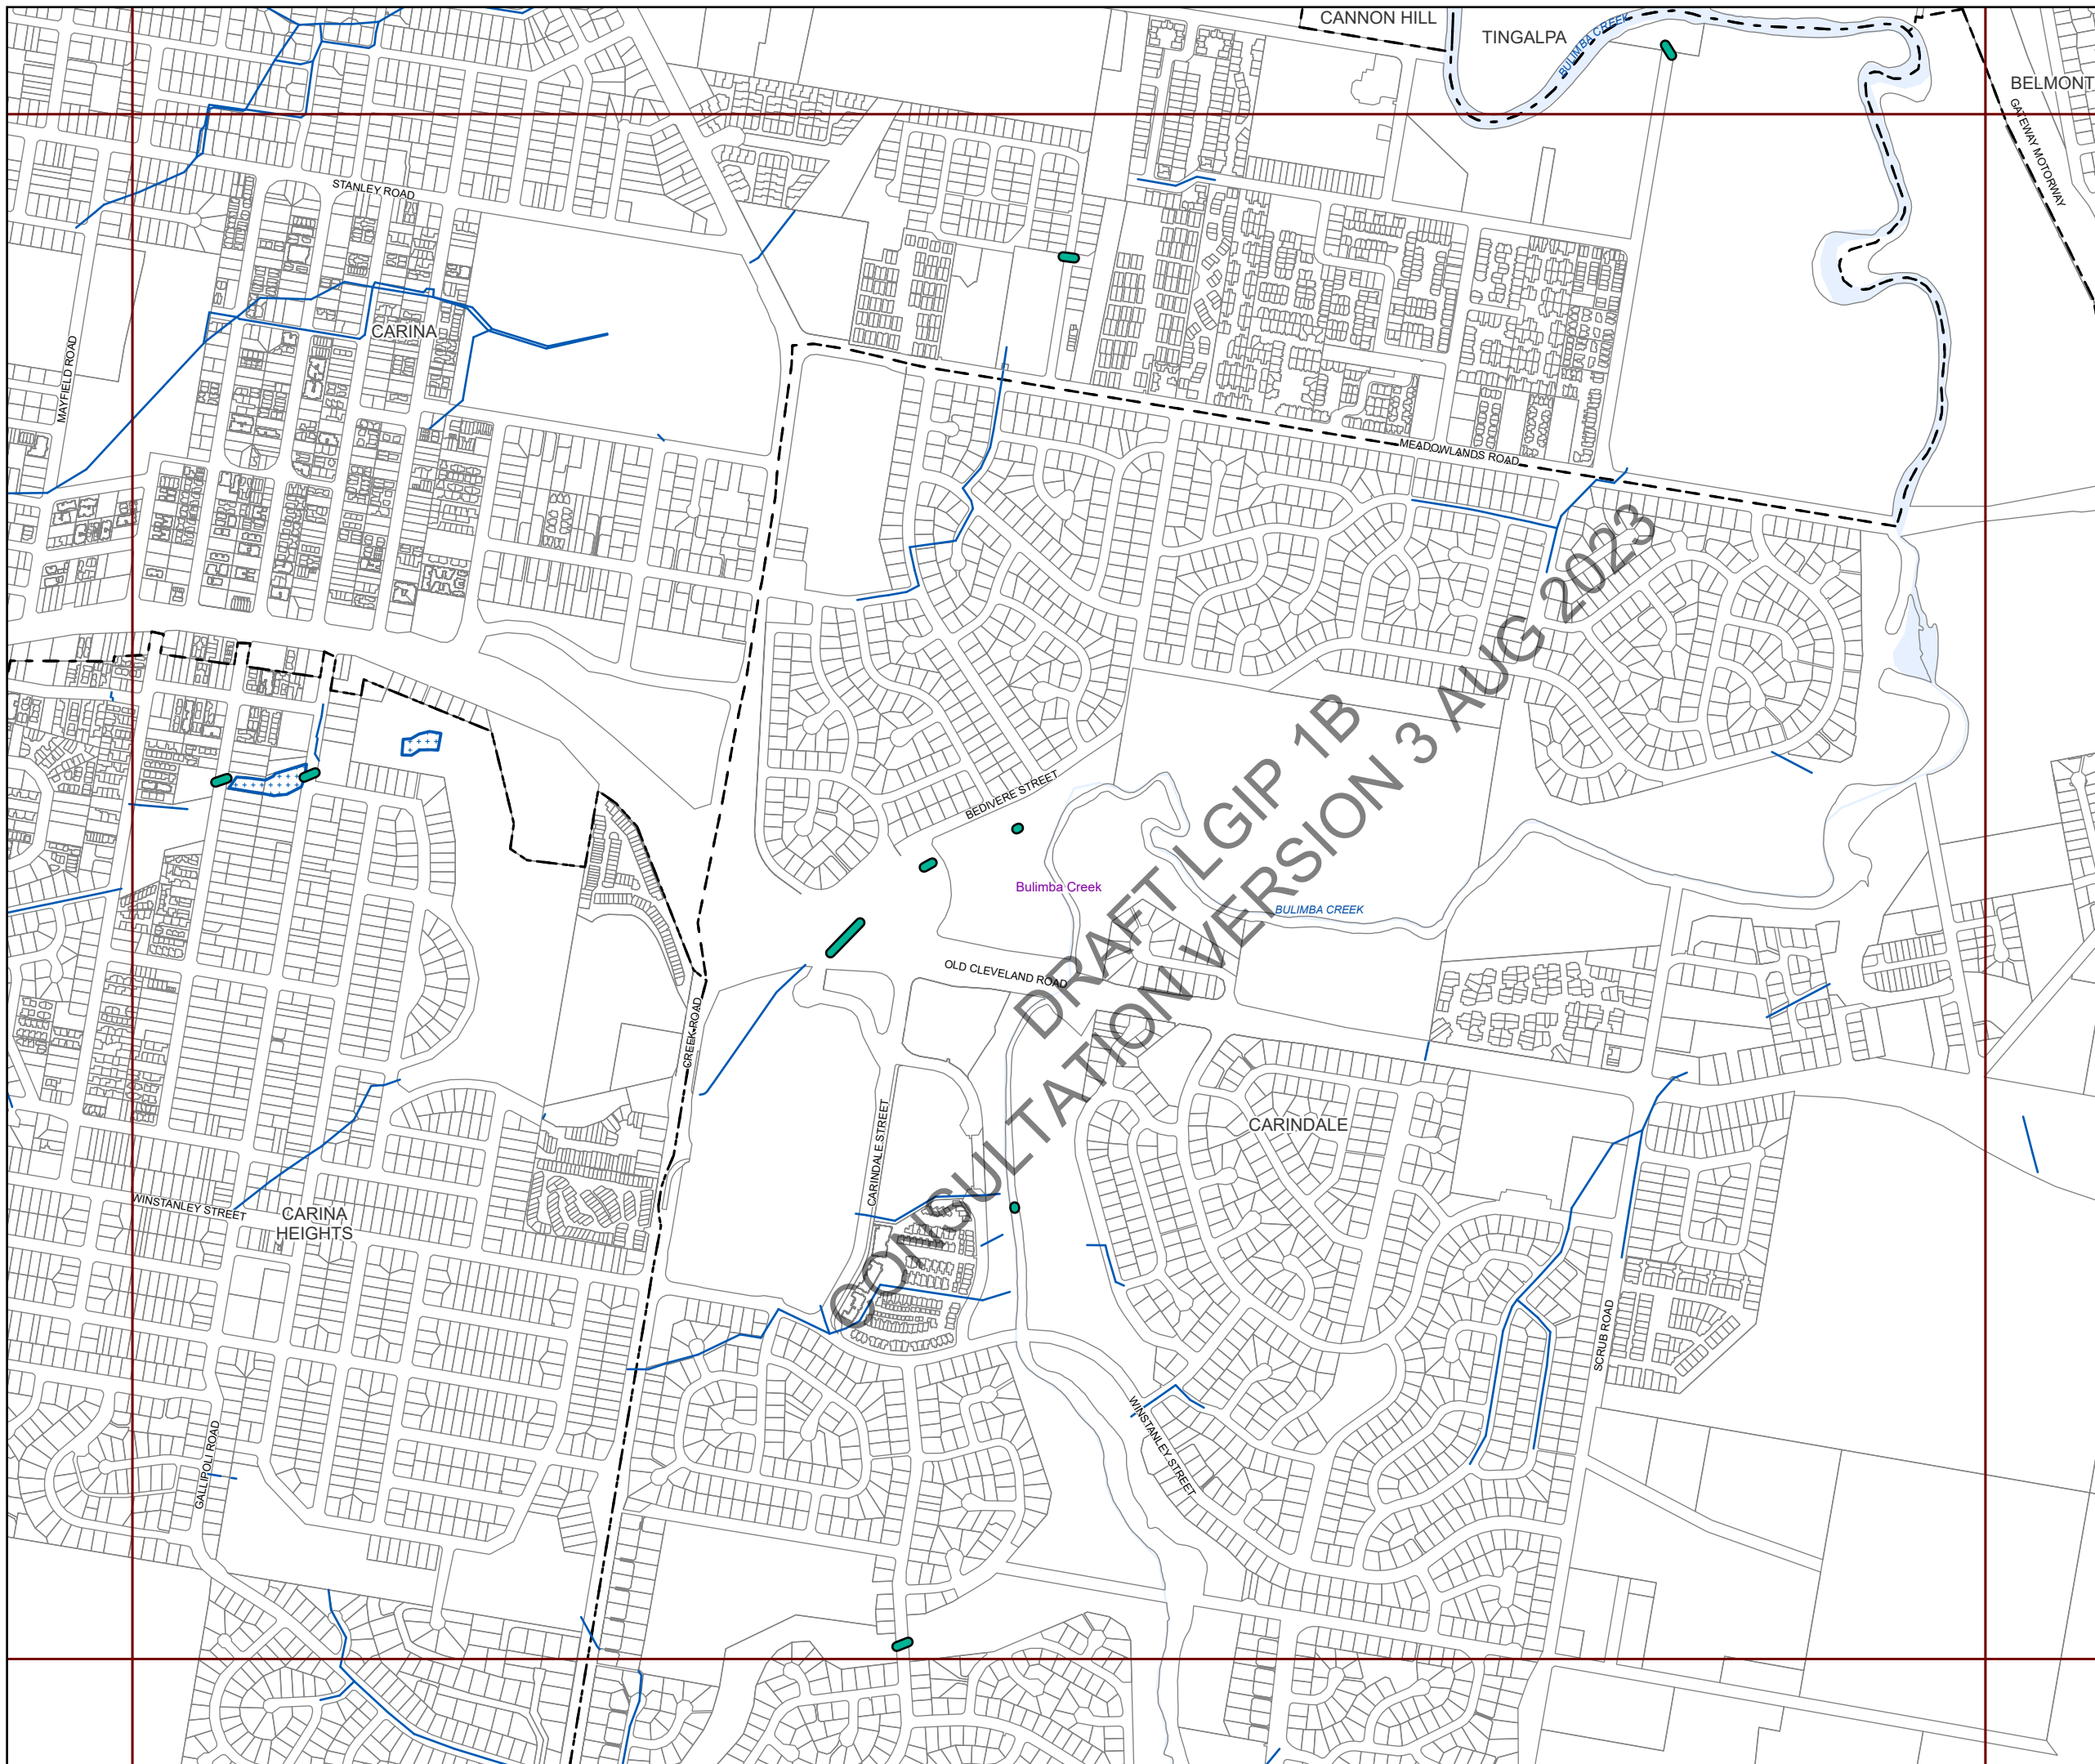 CANNON HILL
TINGALPA
BULIMBA CREEK
BELMONT
GATEWAY MOTORWAY
STANLEY ROAD
CARINA
MAYFIELD ROAD
MEADOWLANDS ROAD
BEDIVERE STREET
Bulimba Creek
BULIMBA CREEK
OLD CLEVELAND ROAD
CREEK ROAD
DRAFT LGIP 1B
CONSULTATION VERSION 3 AUG 2023
CARINDALE STREET
CARINDALE
WINSTANLEY STREET
CARINA
HEIGHTS
SCRUB ROAD
WINSTANLEY STREET
GALLIPOLI ROAD